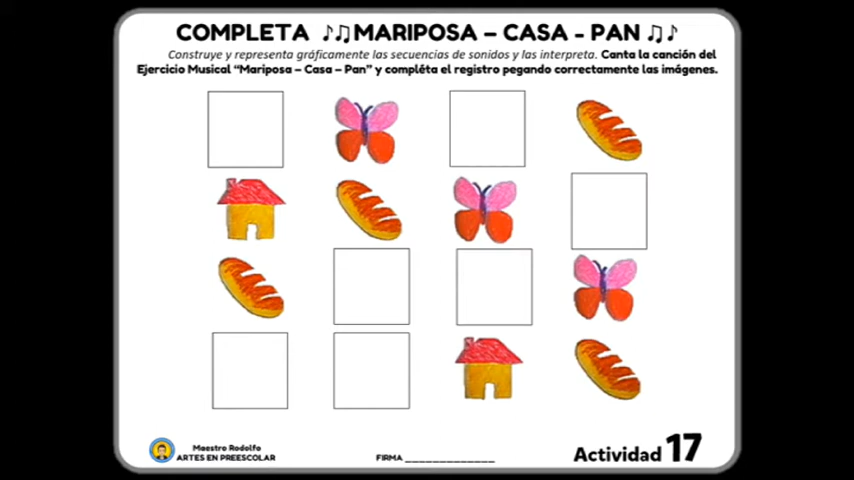 COMPLETA ♪♫MARIPOSA – CASA - PAN ♫♪
Construye y representa gráficamente las secuencias de sonidos y las interpreta. Canta la canción del
Ejercicio Musical “Mariposa – Casa – Pan” y compléta el registro pegando correctamente las imágenes.
Maestro Rodolfo
ARTES EN PREESCOLAR
FIRMA ______________
Actividad 17